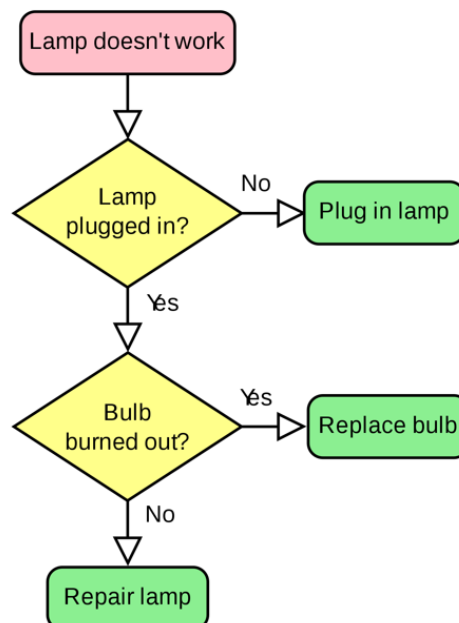 Lamp doesn't work
Lamp
plugged in?
No
Plug in lamp
Yes
Bulb
burned out?
Yes
Replace bulb
No
Repair lamp